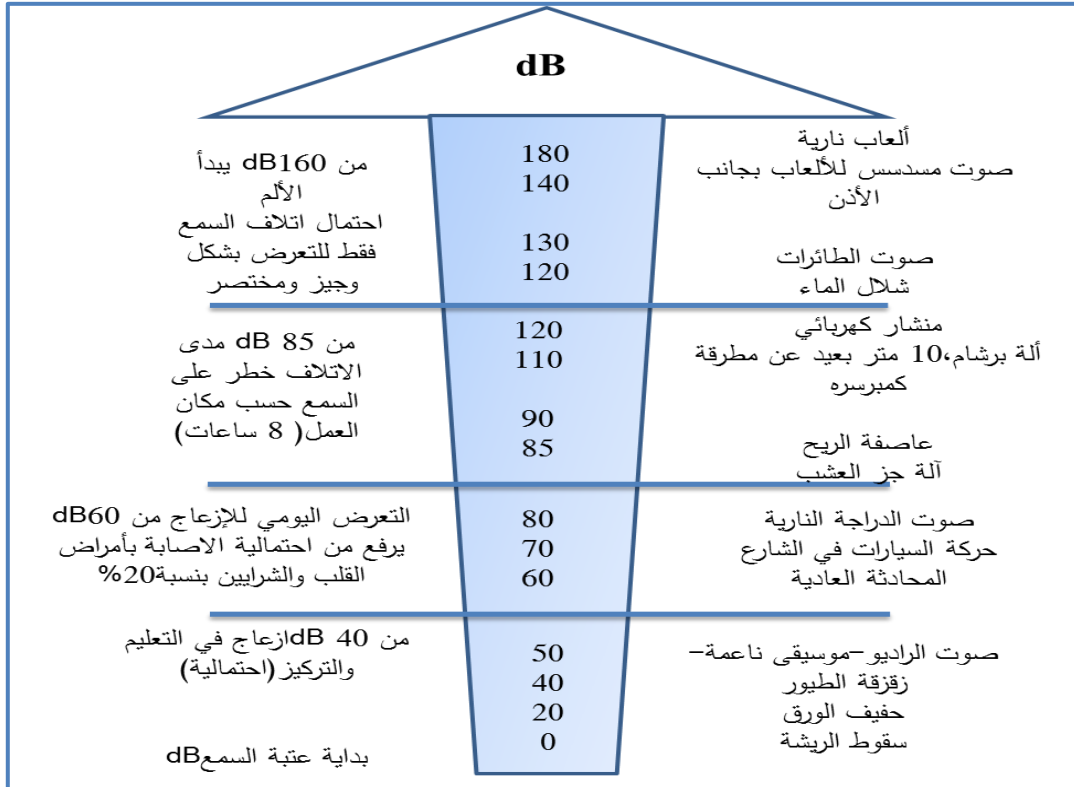 dB
ألعاب نارية
صوت مسدسس للألعاب بجانب
الأذن
صوت الطائرات
شلال الماء
180
140
130
120
من dB160 يبدأ
الألم
احتمال اتلاف السمع
فقط للتعرض بشكل
وجيز ومختصر
منشار كهربائي
ألة برشام،10 متر بعيد عن مطرقة
كمبرسره
عاصفة الريح
آلة جز العشب
120
110
90
85
من 85 dB مدى
الاتلاف خطر على
السمع حسب مكان
العمل( 8 ساعات)
صوت الدراجة النارية
حركة السيارات في الشارع
المحادثة العادية
80
70
60
التعرض اليومي للإزعاج من dB60
يرفع من احتمالية الاصابة بأمراض
القلب والشرايين بنسبة20%
صوت الراديو–موسيقى ناعمة–
زقزقة الطيور
حفيف الورق
سقوط الريشة
50
40
20
0
من 40 dBازعاج في التعليم
والتركيز(احتمالية)
بداية عتبة السمعdB